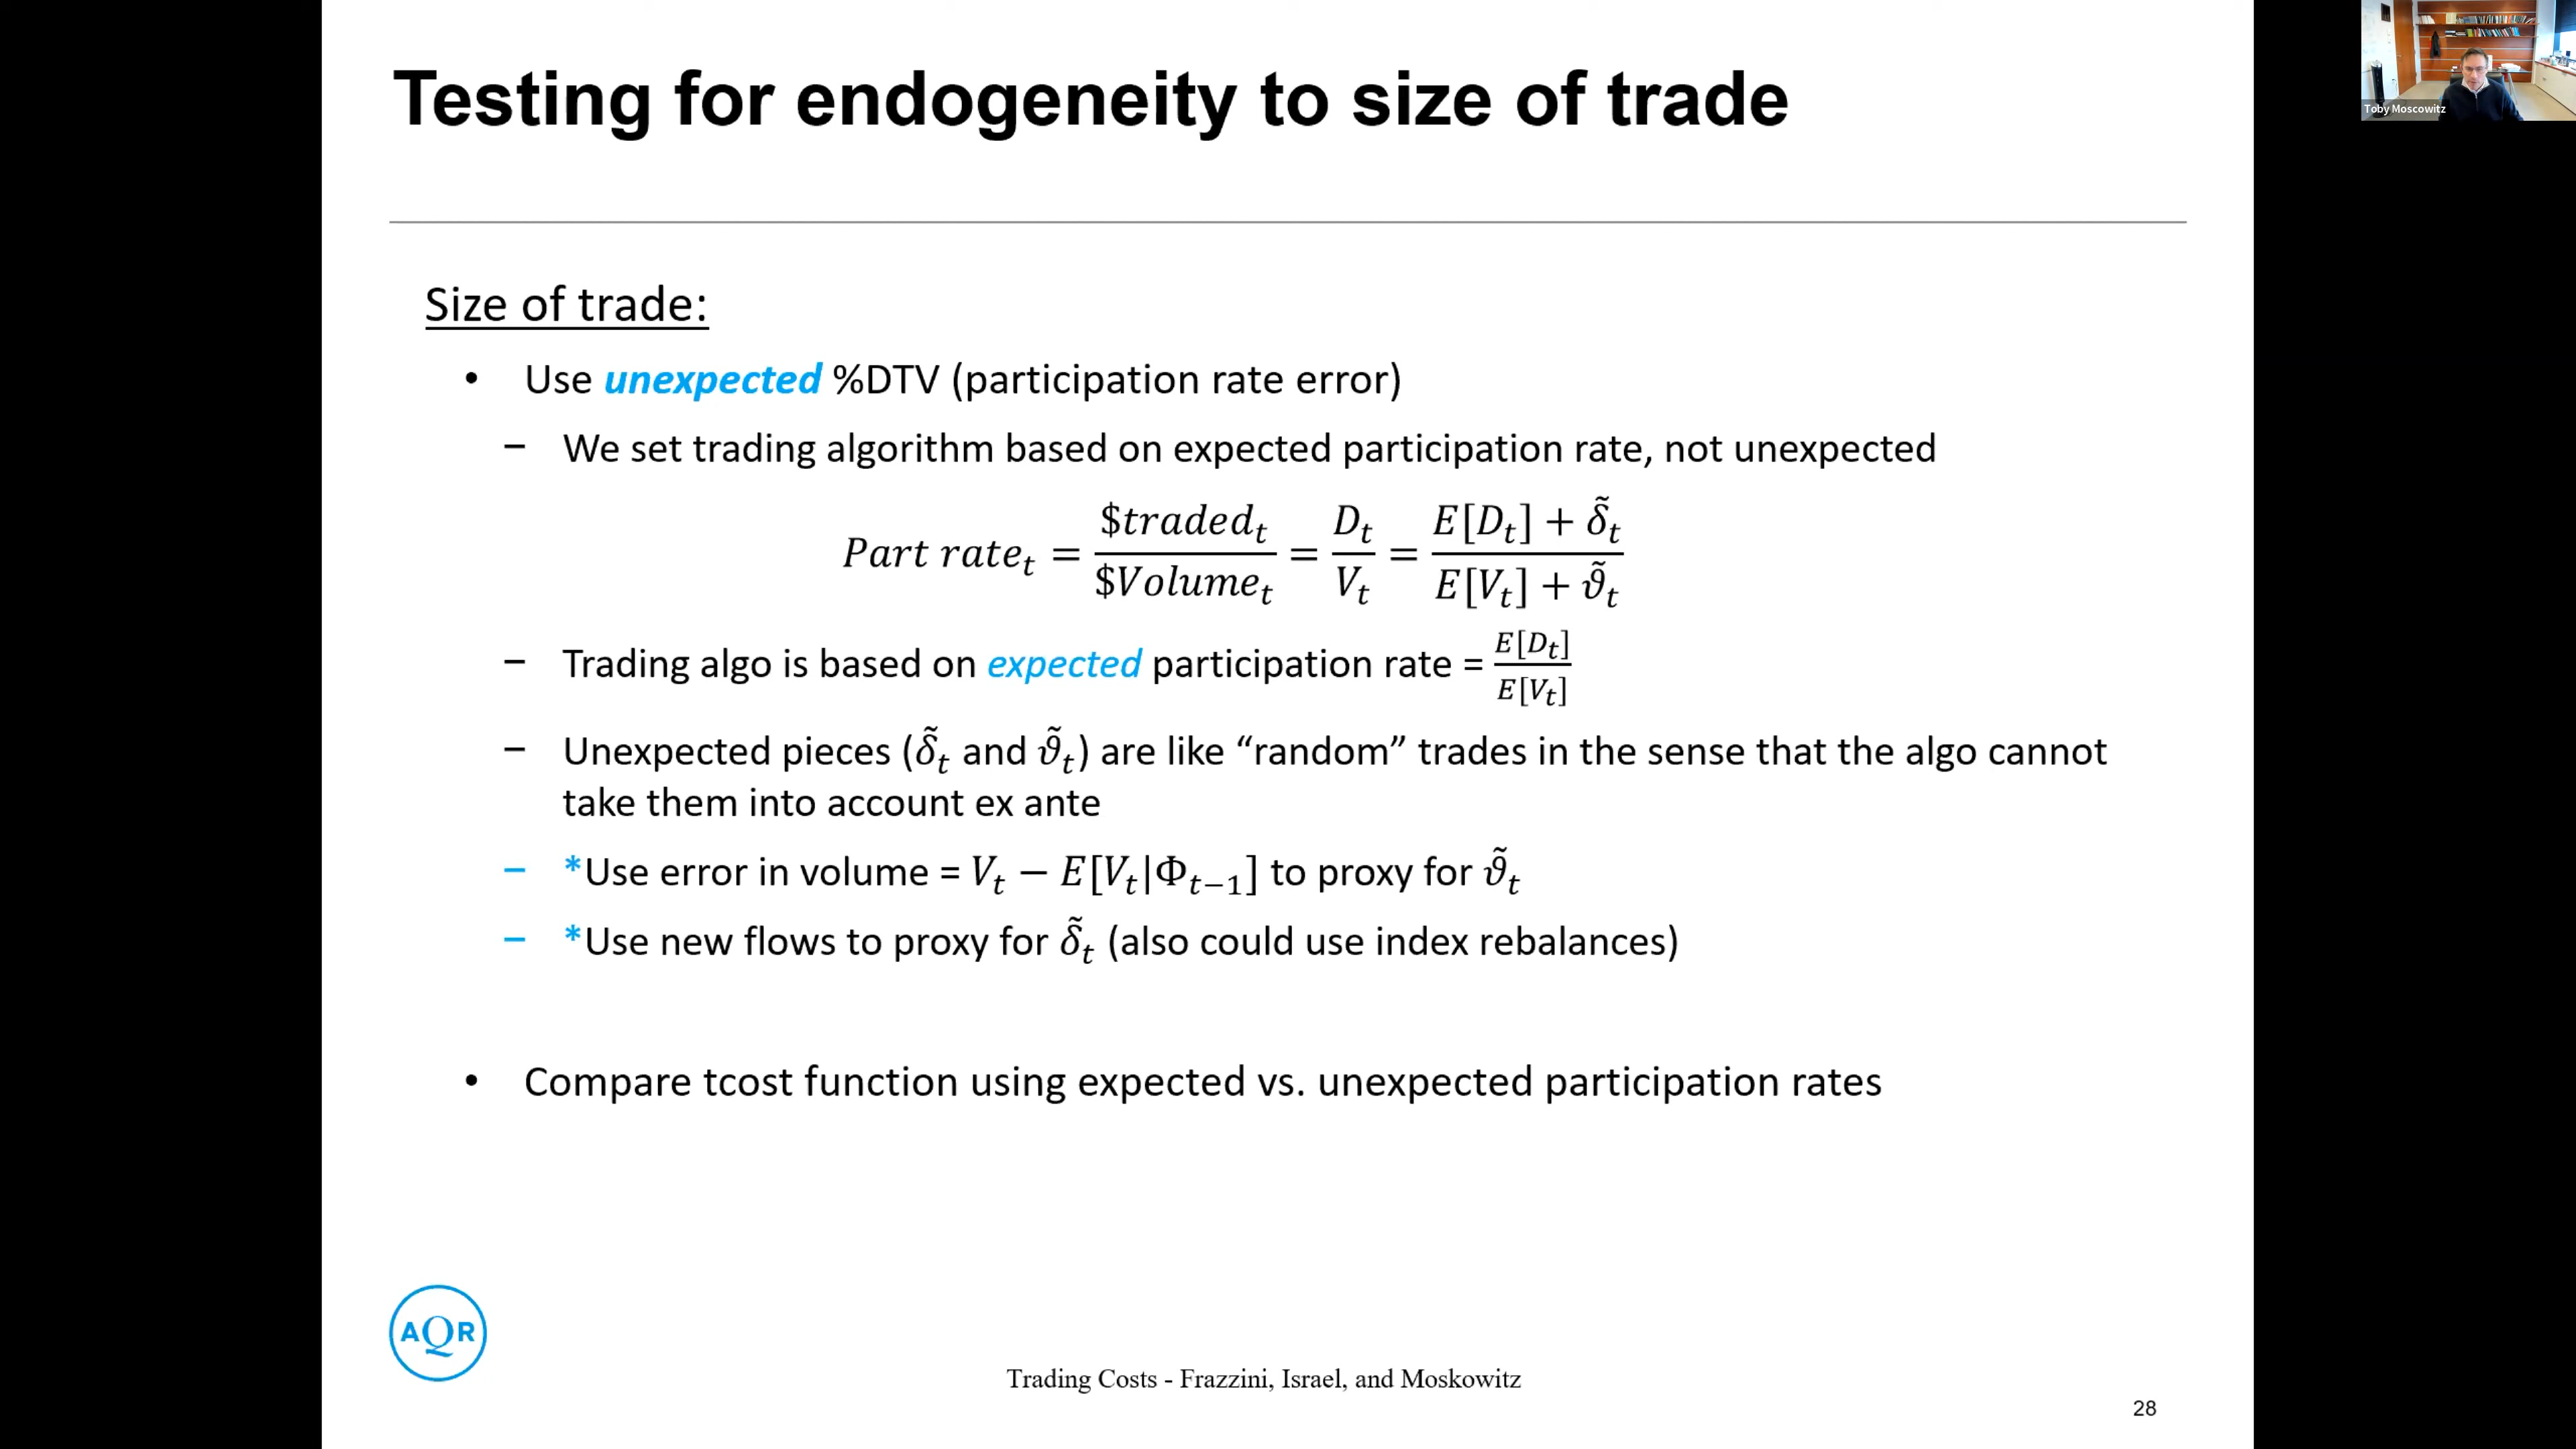 Testing for endogeneity to size of trade
Toby Moscowitz
Size of trade:
• Use unexpected %DTV (participation rate error)
− We set trading algorithm based on expected participation rate, not unexpected
Part rate_t = $traded_t / $Volume_t = D_t / V_t = (E[D_t] + δ̃_t) / (E[V_t] + ϑ̃_t)
− Trading algo is based on expected participation rate = E[D_t] / E[V_t]
− Unexpected pieces (δ̃_t and ϑ̃_t) are like “random” trades in the sense that the algo cannot
take them into account ex ante
− *Use error in volume = V_t − E[V_t|Φ_{t−1}] to proxy for ϑ̃_t
− *Use new flows to proxy for δ̃_t (also could use index rebalances)
• Compare tcost function using expected vs. unexpected participation rates
AQR
Trading Costs - Frazzini, Israel, and Moskowitz
28